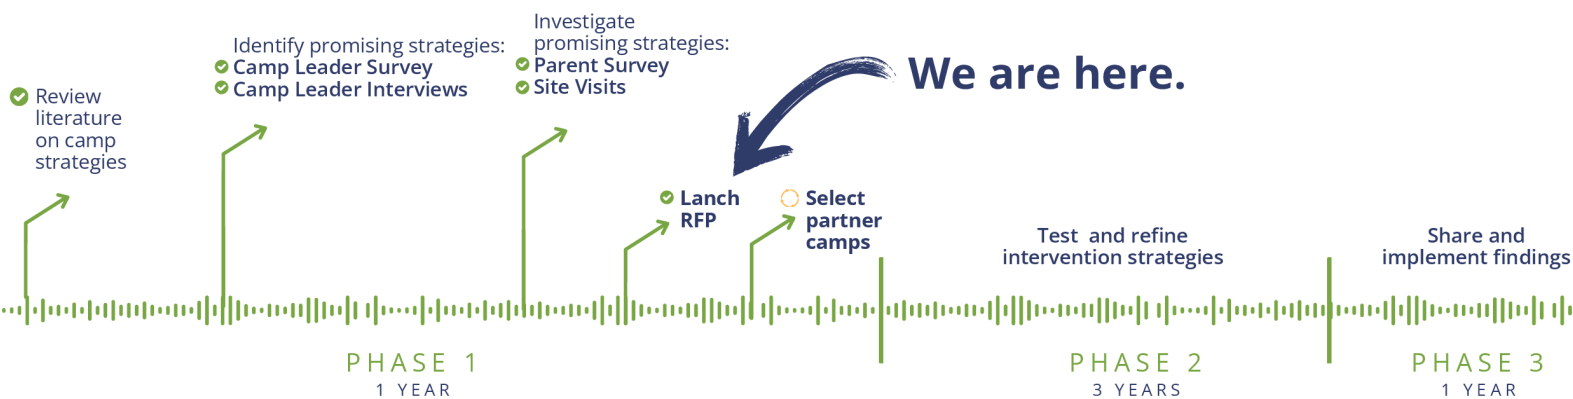 Review
literature
on camp
strategies
Identify promising strategies:
Camp Leader Survey
Camp Leader Interviews
Investigate
promising strategies:
Parent Survey
Site Visits
We are here.
Lanch
RFP
Select
partner
camps
Test and refine
intervention strategies
Share and
implement findings
PHASE 1
1 YEAR
PHASE 2
3 YEARS
PHASE 3
1 YEAR